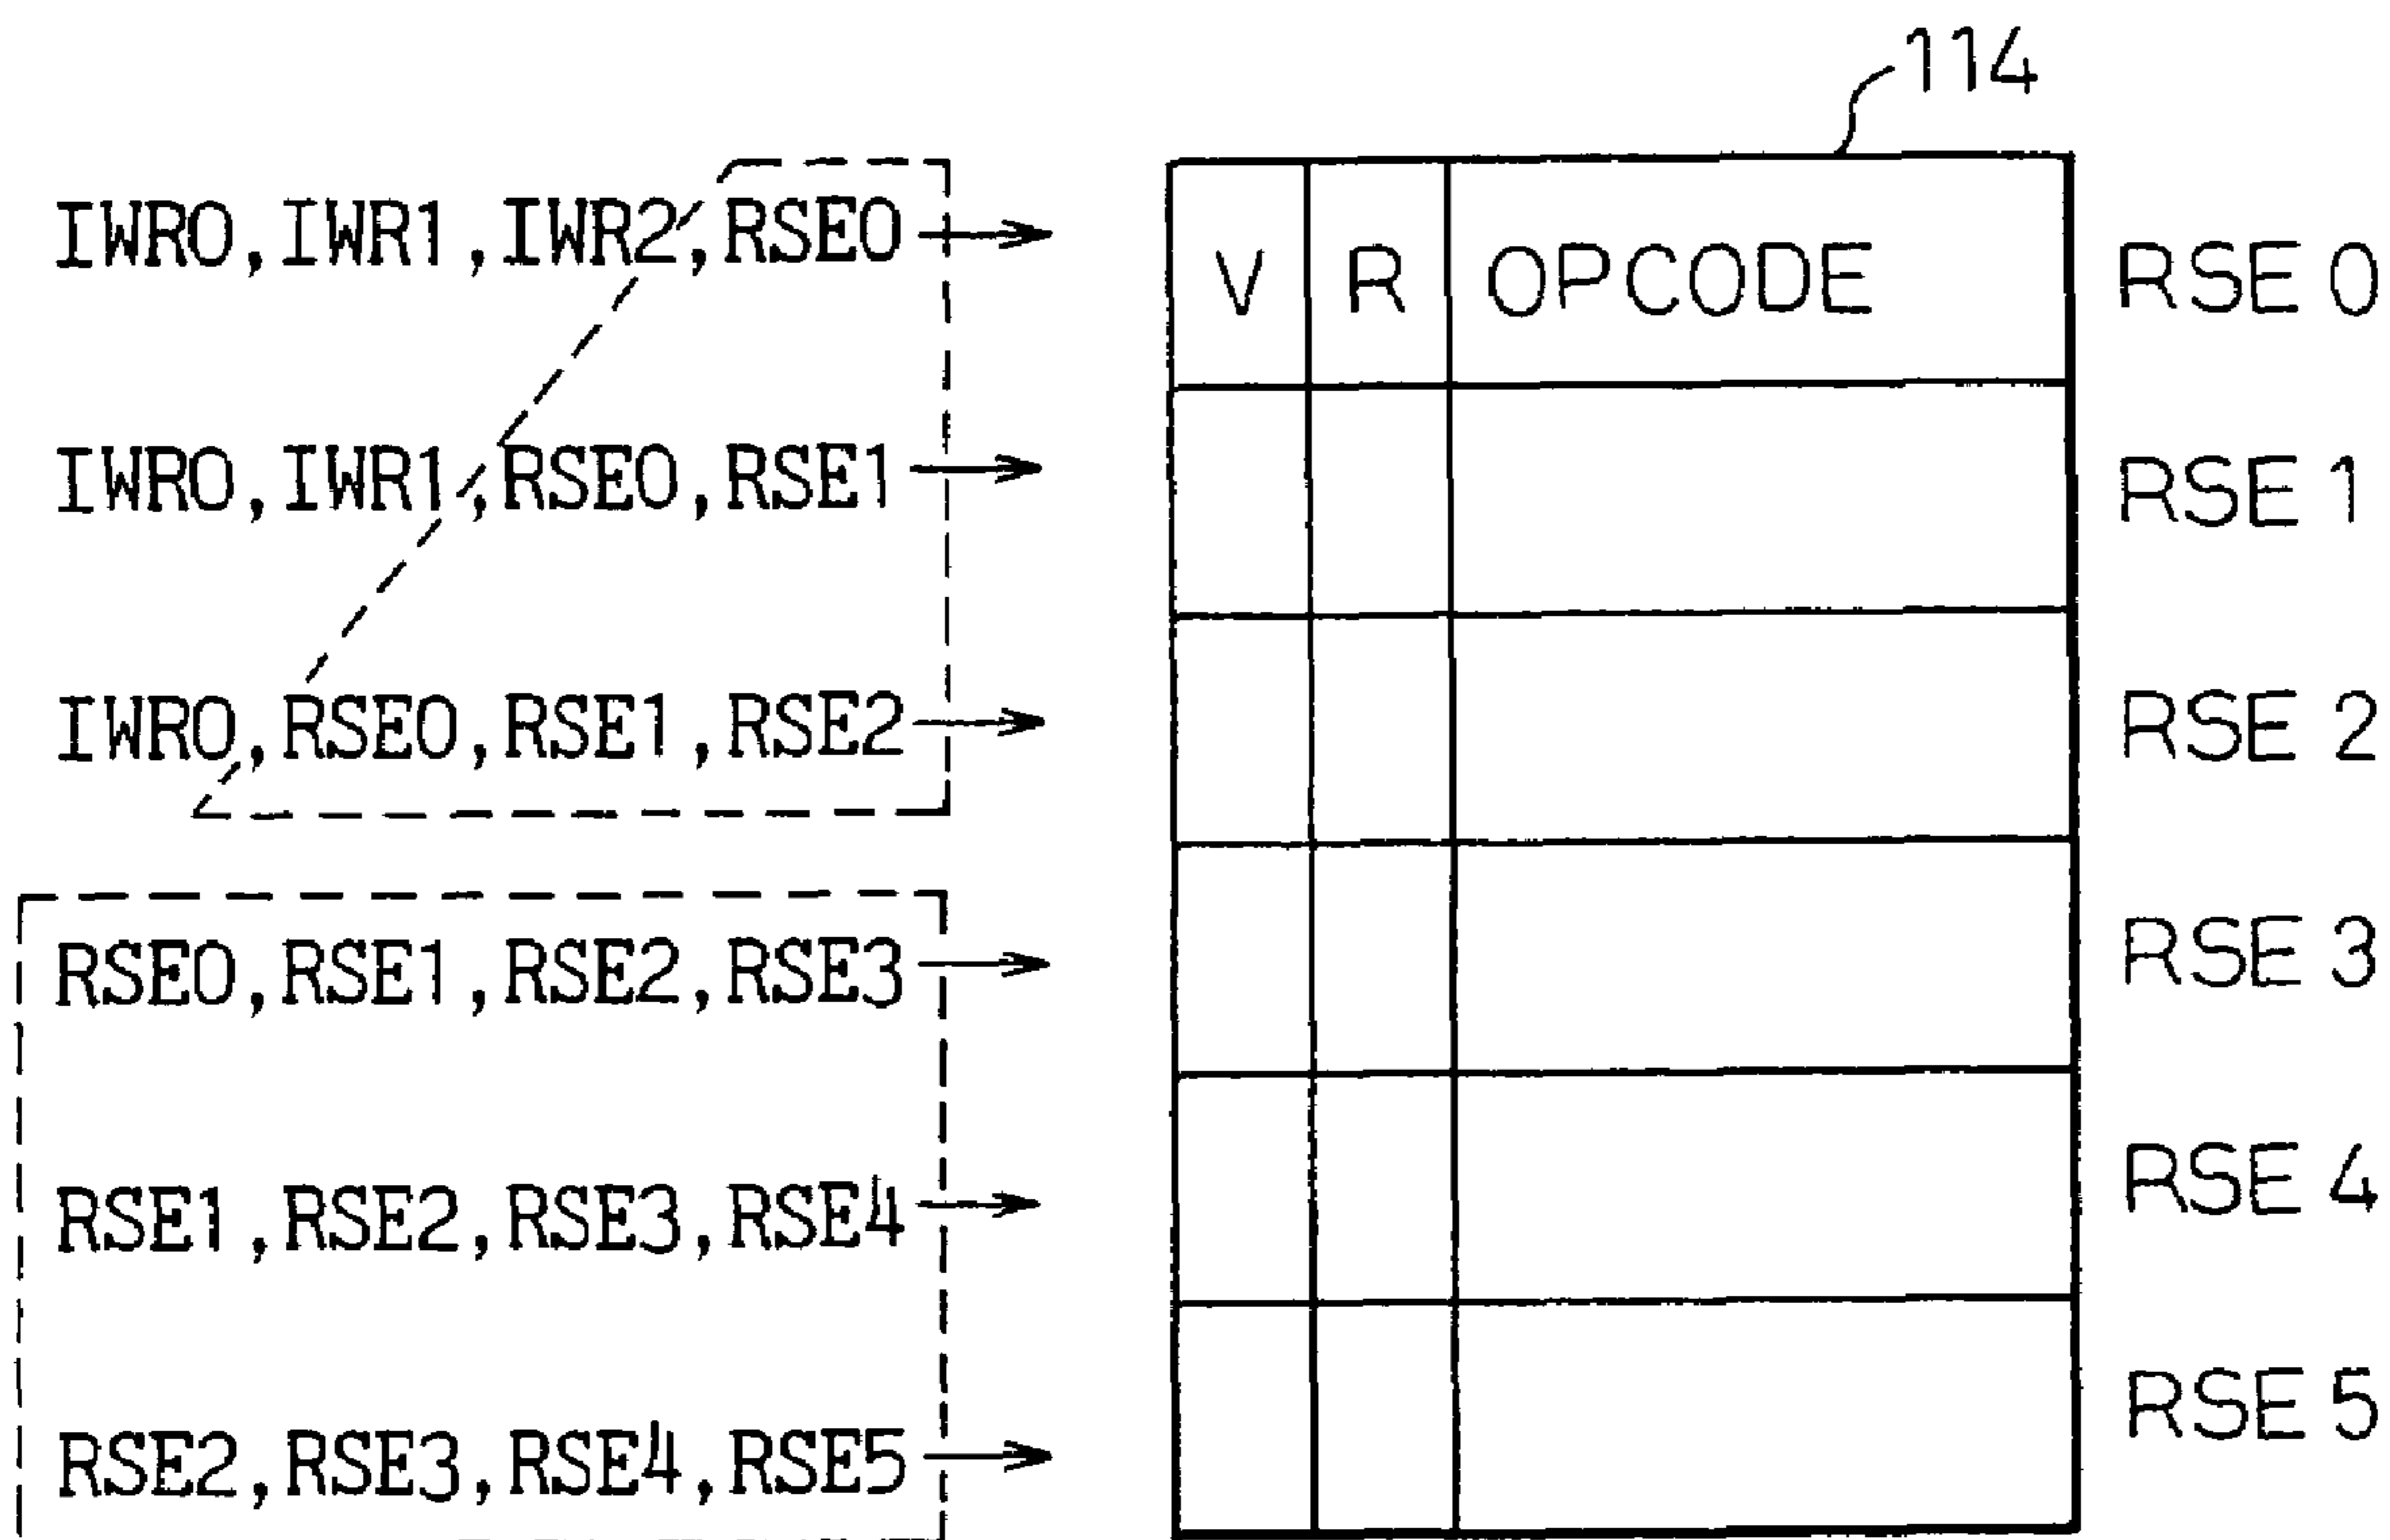 114
IWR0,IWR1,IWR2,RSE0
V R OPCODE RSE 0
IWR0,IWR1,RSE0,RSE1
RSE 1
IWR0,RSE0,RSE1,RSE2
RSE 2
RSE0,RSE1,RSE2,RSE3
RSE 3
RSE1,RSE2,RSE3,RSE4
RSE 4
RSE2,RSE3,RSE4,RSE5
RSE 5